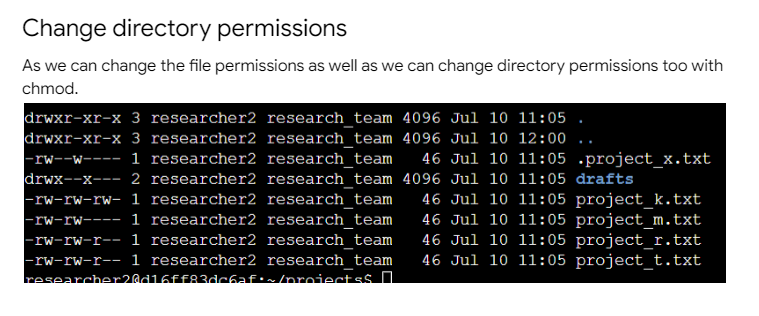 Change directory permissions
As we can change the file permissions as well as we can change directory permissions too with
chmod.
drwxr-xr-x 3 researcher2 research_team 4096 Jul 10 11:05 .
drwxr-xr-x 3 researcher2 research_team 4096 Jul 10 12:00 ..
-rw--w---- 1 researcher2 research_team   46 Jul 10 11:05 .project_x.txt
drwx--x--- 2 researcher2 research_team 4096 Jul 10 11:05 drafts
-rw-rw-rw- 1 researcher2 research_team   46 Jul 10 11:05 project_k.txt
-rw-rw---- 1 researcher2 research_team   46 Jul 10 11:05 project_m.txt
-rw-rw-r-- 1 researcher2 research_team   46 Jul 10 11:05 project_r.txt
-rw-rw-r-- 1 researcher2 research_team   46 Jul 10 11:05 project_t.txt
researcher2@d16ff83dc6af:~/projects$